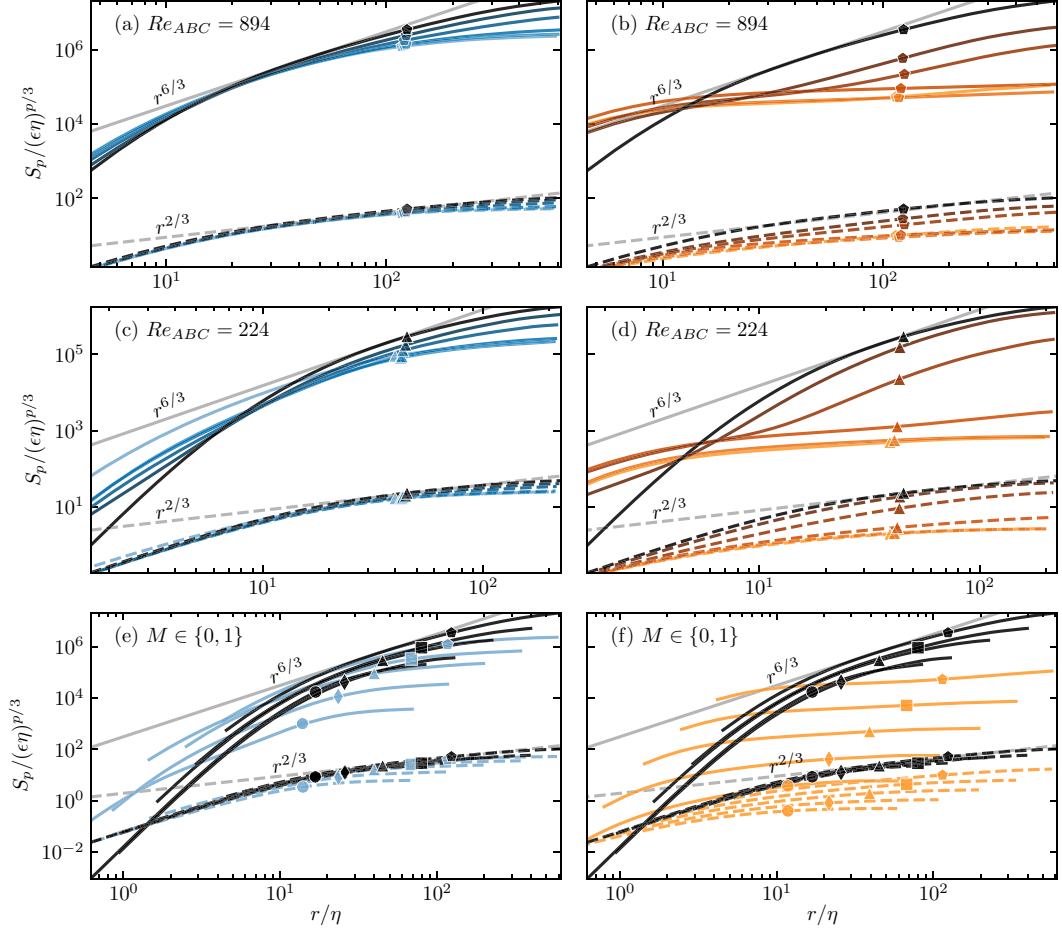 (a) Re_{ABC} = 894
(b) Re_{ABC} = 894
10^6
10^4
10^2
S_p/(ϵη)^{p/3}
r^{6/3}
r^{2/3}
r^{6/3}
r^{2/3}
10^1
10^2
10^1
10^2
(c) Re_{ABC} = 224
(d) Re_{ABC} = 224
10^5
10^3
10^1
S_p/(ϵη)^{p/3}
r^{6/3}
r^{2/3}
r^{6/3}
r^{2/3}
10^1
10^2
10^1
10^2
(e) M ∈ {0, 1}
(f) M ∈ {0, 1}
10^6
10^4
10^2
10^0
10^{−2}
S_p/(ϵη)^{p/3}
r^{6/3}
r^{2/3}
r^{6/3}
r^{2/3}
10^0
10^1
10^2
10^0
10^1
10^2
r/η
r/η